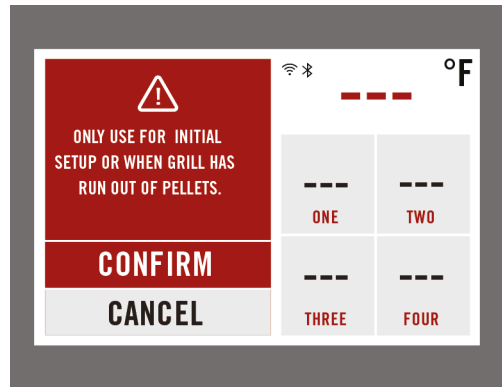 ONLY USE FOR INITIAL
SETUP OR WHEN GRILL HAS
RUN OUT OF PELLETS.
CONFIRM
CANCEL
°F
---
---
ONE
---
TWO
---
THREE
---
FOUR